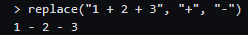 > replace("1 + 2 + 3", "+", "-")
1 - 2 - 3